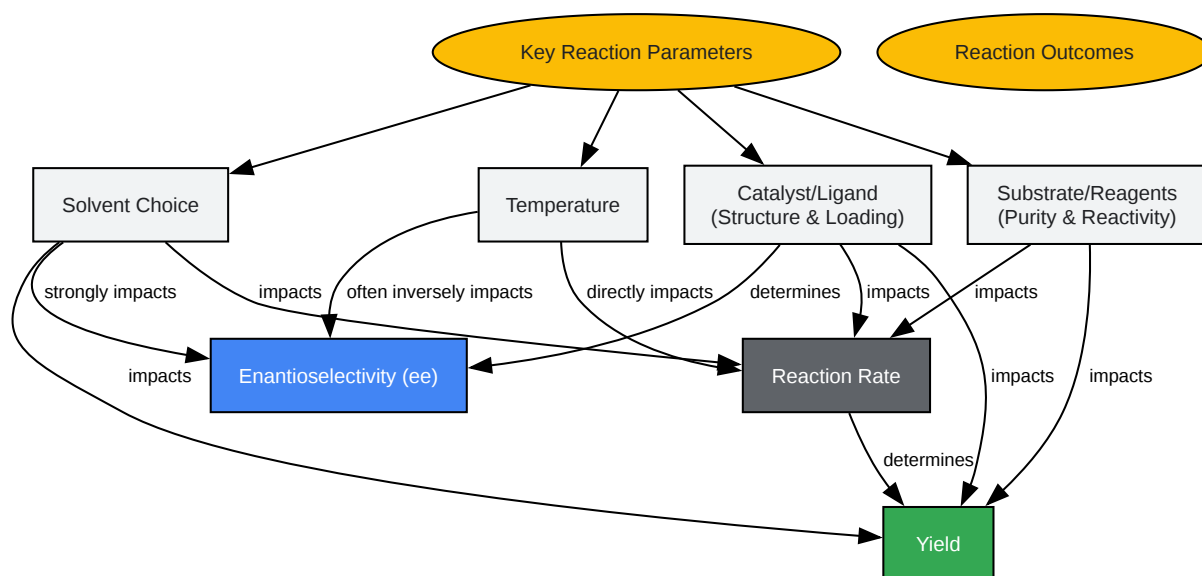 Key Reaction Parameters
Reaction Outcomes
Solvent Choice
Temperature
Catalyst/Ligand
(Structure & Loading)
Substrate/Reagents
(Purity & Reactivity)
strongly impacts
impacts
often inversely impacts
directly impacts
determines
impacts
impacts
Enantioselectivity (ee)
Reaction Rate
impacts
impacts
impacts
determines
Yield